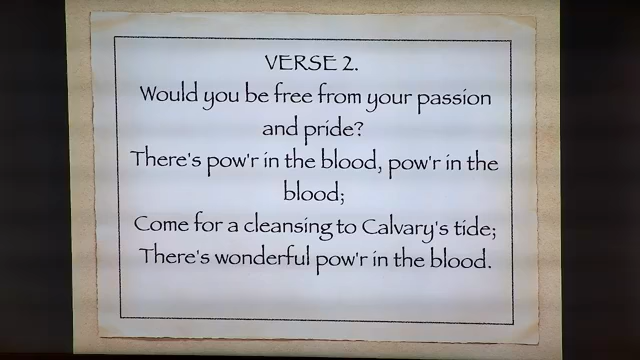 VERSE 2.
Would you be free from your passion
and pride?
There's pow'r in the blood, pow'r in the
blood;
Come for a cleansing to Calvary's tide;
There's wonderful pow'r in the blood.